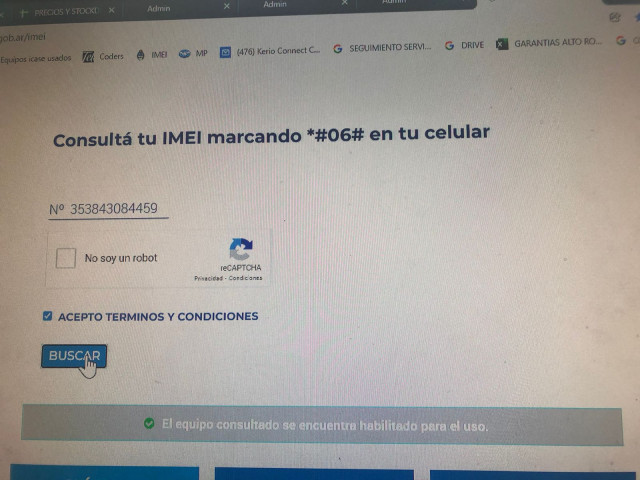 PRECIOS Y STOCK
Admin
Admin
Admin
gob.ar/imei
Equipos icase usados
Coders
IMEI
MP
(476) Kerio Connect C...
SEGUIMIENTO SERVI...
DRIVE
GARANTIAS ALTO RO...
Consultá tu IMEI marcando *#06# en tu celular
Nº 353843084459
No soy un robot
reCAPTCHA
Privacidad - Condiciones
ACEPTO TERMINOS Y CONDICIONES
BUSCAR
El equipo consultado se encuentra habilitado para el uso.